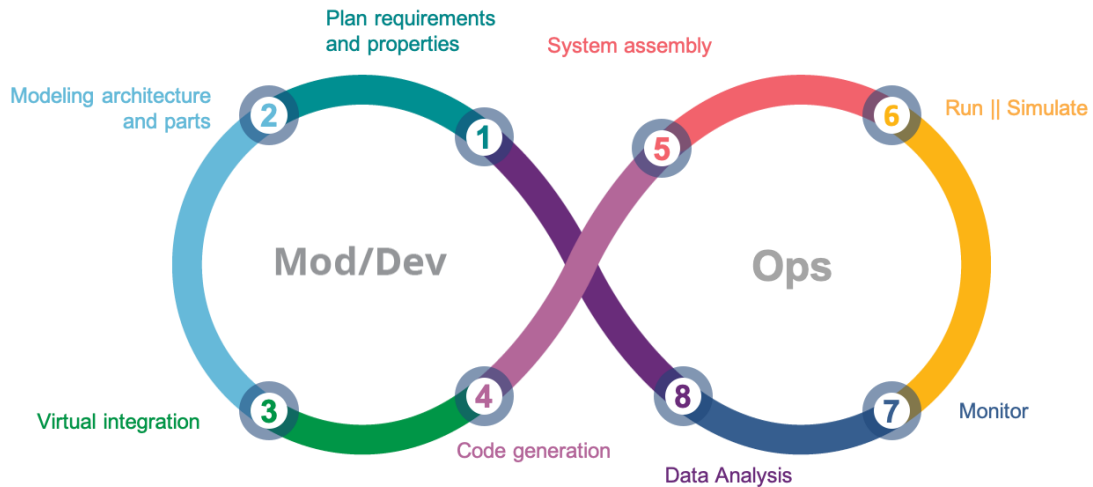 Plan requirements
and properties
System assembly
Modeling architecture
and parts
Run || Simulate
2
1
5
6
Mod/Dev
Ops
3
4
8
7
Virtual integration
Code generation
Monitor
Data Analysis